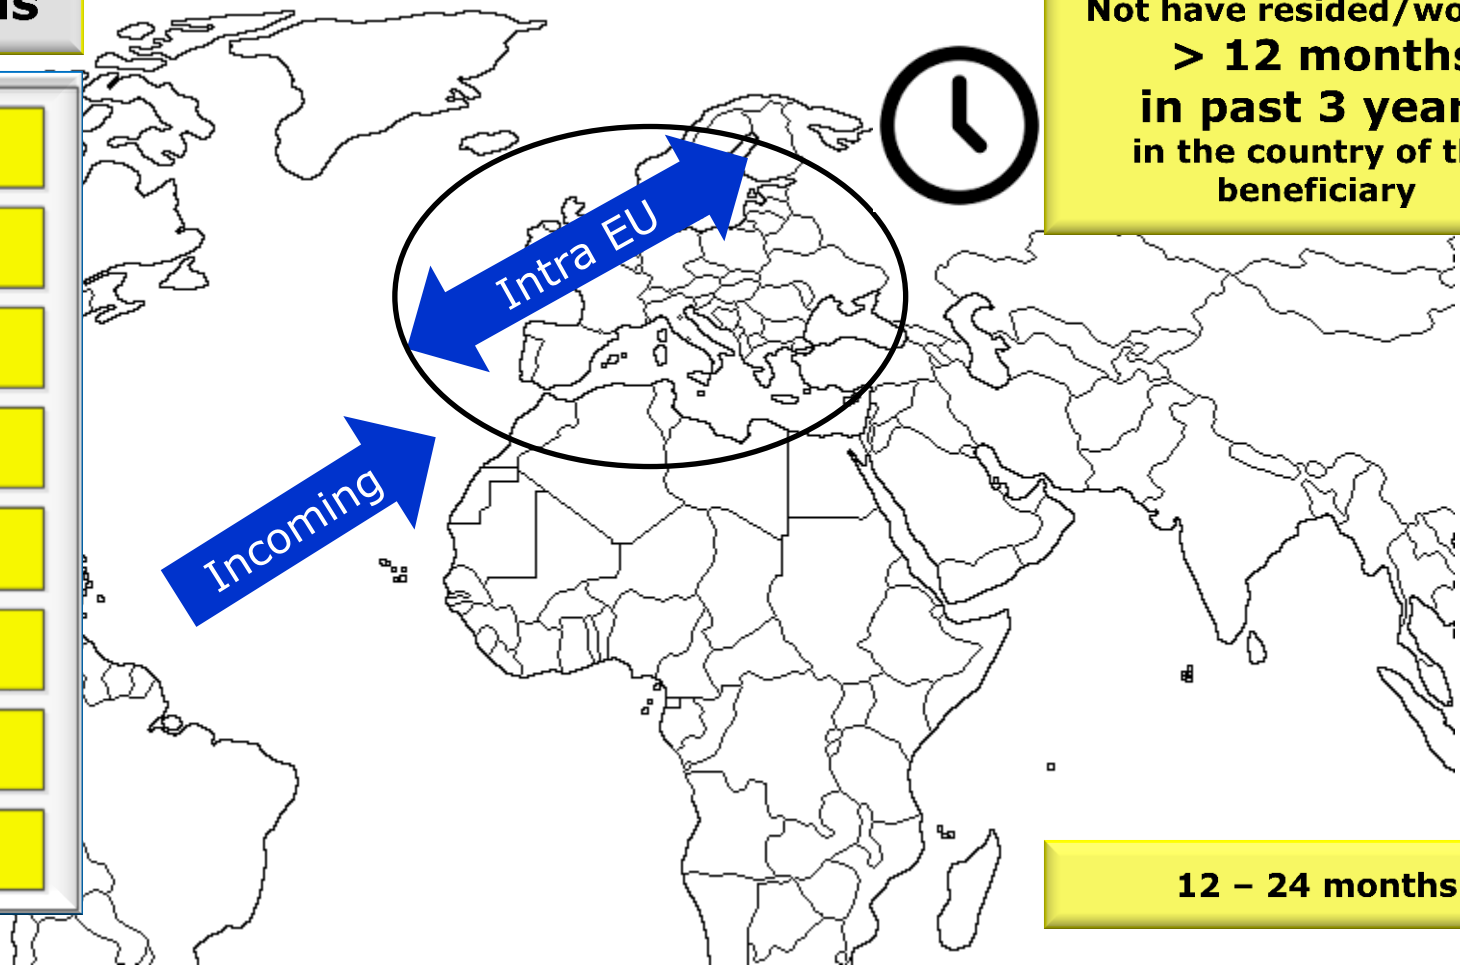 Not have resided/wo
> 12 months
in past 3 year
in the country of th
beneficiary
Intra EU
Incoming
12 – 24 months